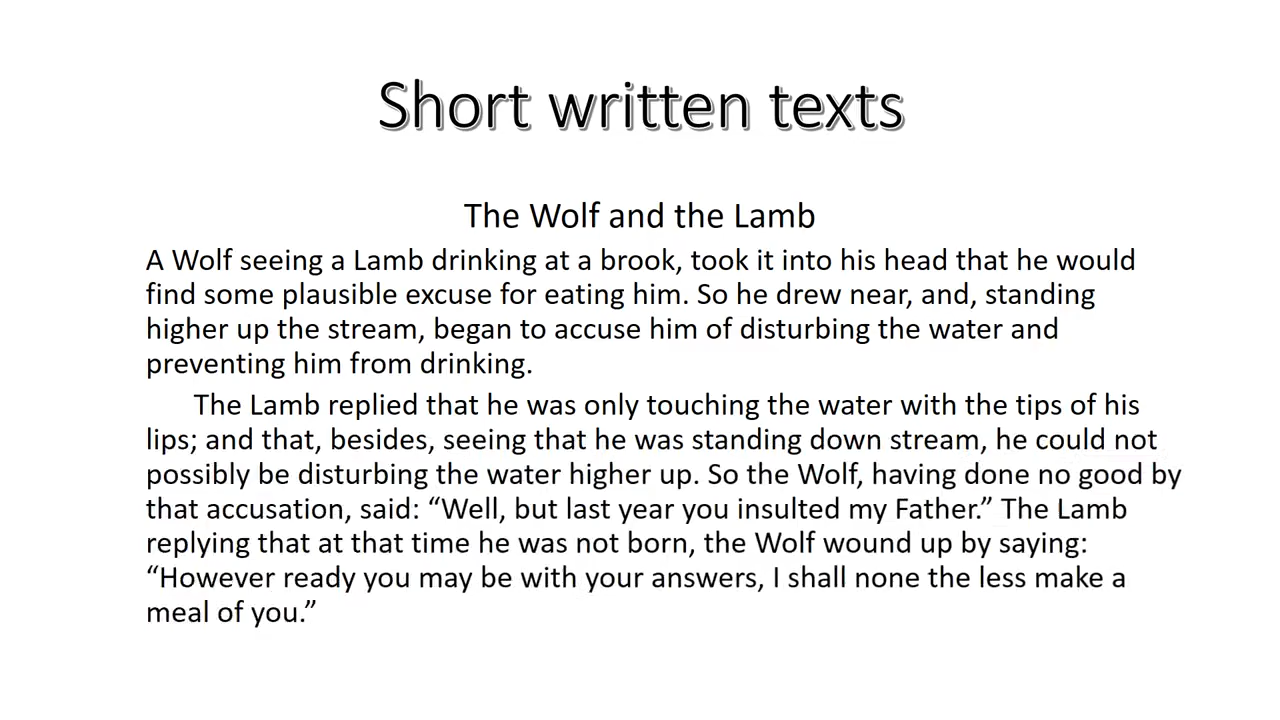 Short written texts
The Wolf and the Lamb
A Wolf seeing a Lamb drinking at a brook, took it into his head that he would
find some plausible excuse for eating him. So he drew near, and, standing
higher up the stream, began to accuse him of disturbing the water and
preventing him from drinking.
The Lamb replied that he was only touching the water with the tips of his
lips; and that, besides, seeing that he was standing down stream, he could not
possibly be disturbing the water higher up. So the Wolf, having done no good by
that accusation, said: “Well, but last year you insulted my Father.” The Lamb
replying that at that time he was not born, the Wolf wound up by saying:
“However ready you may be with your answers, I shall none the less make a
meal of you.”